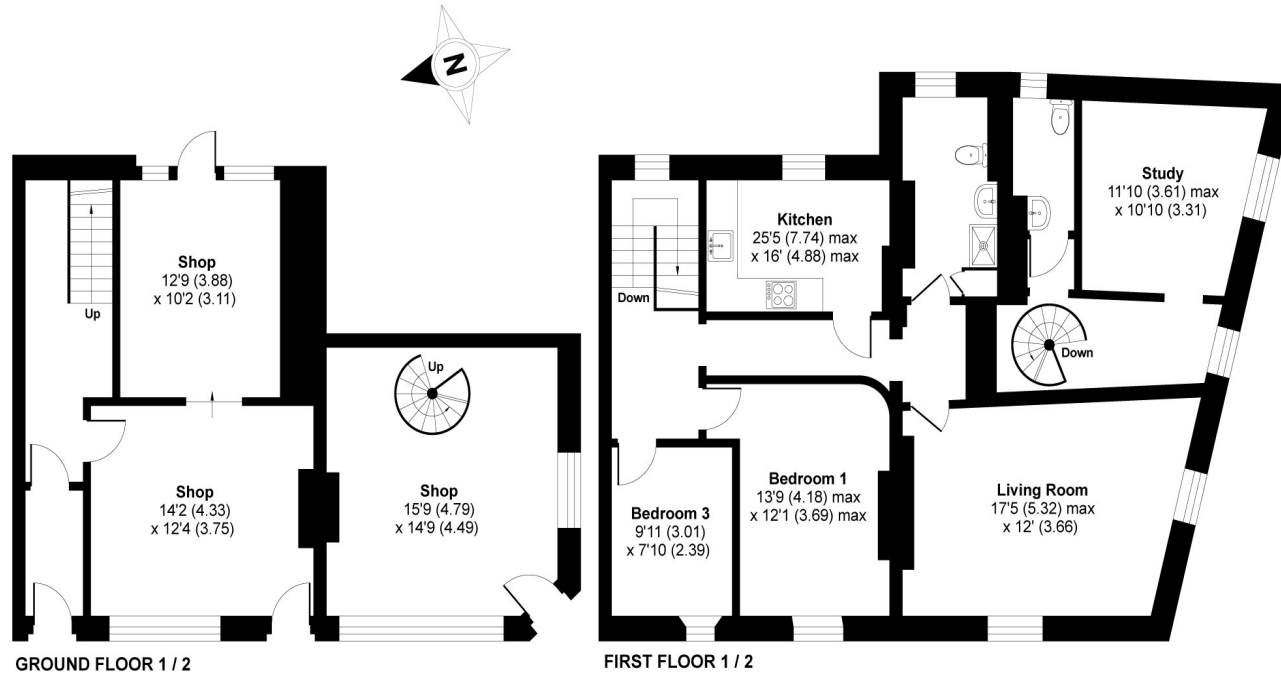 N
Shop
12'9 (3.88)
x 10'2 (3.11)
Up
Shop
14'2 (4.33)
x 12'4 (3.75)
Up
Shop
15'9 (4.79)
x 14'9 (4.49)
GROUND FLOOR 1 / 2
Kitchen
25'5 (7.74) max
x 16' (4.88) max
Study
11'10 (3.61) max
x 10'10 (3.31)
Down
Down
Bedroom 3
9'11 (3.01)
x 7'10 (2.39)
Bedroom 1
13'9 (4.18) max
x 12'1 (3.69) max
Living Room
17'5 (5.32) max
x 12' (3.66)
FIRST FLOOR 1 / 2